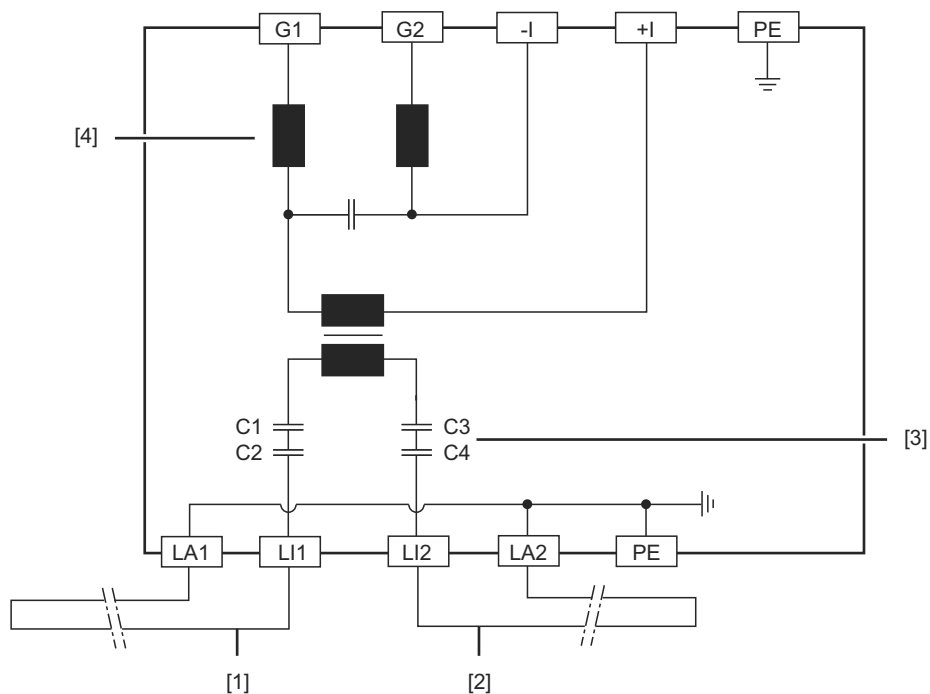 G1 G2 -I +I PE
[4]
C1 C3
C2 C4
[3]
LA1 LI1 LI2 LA2 PE
[1] [2]